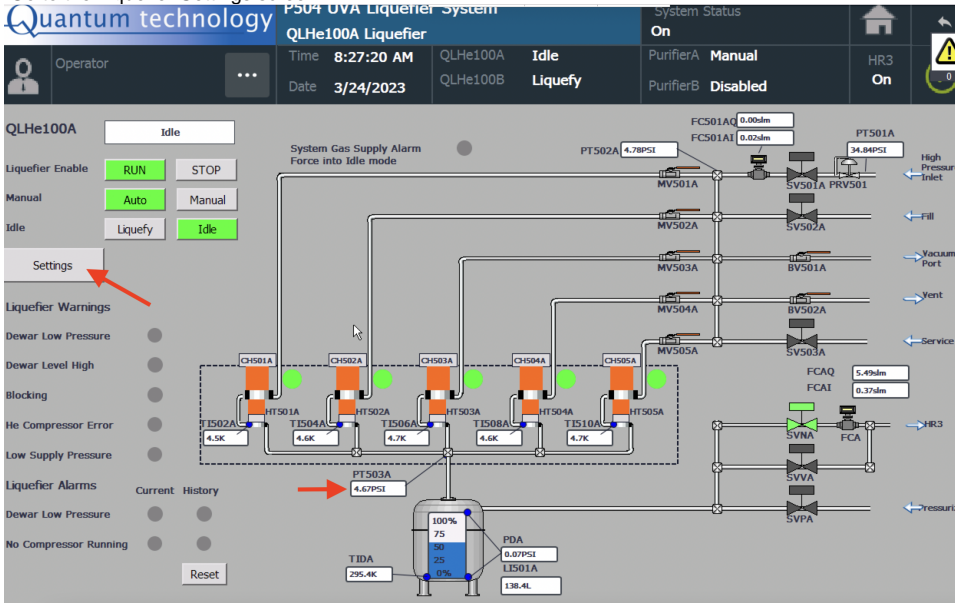 Quantum technology
P504 UVA Liquefier System
QLHe100A Liquefier
System Status
On
Operator
...
Time 8:27:20 AM
Date 3/24/2023
QLHe100A Idle
QLHe100B Liquefy
PurifierA Manual
PurifierB Disabled
HR3
On
0
QLHe100A Idle
Liquefier Enable RUN STOP
Manual Auto Manual
Idle Liquefy Idle
Settings
System Gas Supply Alarm
Force into Idle mode
FC501AQ 0.00slm
FC501AI 0.02slm
PT502A 4.78PSI
PT501A
34.84PSI
High
Pressure
Inlet
MV501A SV501A PRV501
Fill
MV502A SV502A
Vacuum
Port
MV503A BV501A
Vent
MV504A BV502A
Service
MV505A SV503A
FCAQ 5.49slm
FCAI 0.37slm
HR3
SVNA FCA
SVVA
SVPA
Liquefier Warnings
Dewar Low Pressure
Dewar Level High
Blocking
He Compressor Error
Low Supply Pressure
Liquefier Alarms Current History
Dewar Low Pressure
No Compressor Running
Reset
CH501A CH502A CH503A CH504A CH505A
HT501A HT502A HT503A HT504A HT505A
TI502A TI504A TI506A TI508A TI510A
4.5K 4.6K 4.7K 4.6K 4.7K
PT503A
4.67PSI
100%
75
50
25
0%
PDA
0.07PSI
LI501A
138.4L
TIDA
295.4K